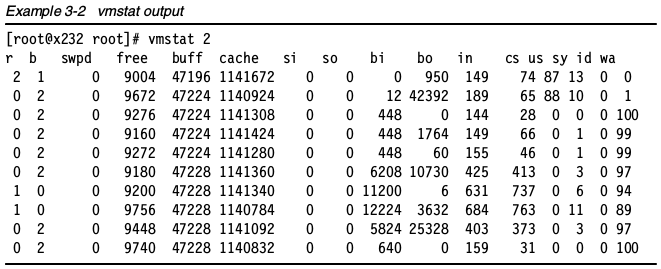 Example 3-2 vmstat output
[root@x232 root]# vmstat 2
r b swpd free buff cache si so bi bo in cs us sy id wa
2 1 0 9004 47196 1141672 0 0 0 950 149 74 87 13 0 0
0 2 0 9672 47224 1140924 0 0 12 42392 189 65 88 10 0 1
0 2 0 9276 47224 1141308 0 0 448 0 144 28 0 0 0 100
0 2 0 9160 47224 1141424 0 0 448 1764 149 66 0 1 0 99
0 2 0 9272 47224 1141280 0 0 448 60 155 46 0 1 0 99
0 2 0 9180 47228 1141360 0 0 6208 10730 425 413 0 3 0 97
1 0 0 9200 47228 1141340 0 0 11200 6 631 737 0 6 0 94
1 0 0 9756 47228 1140784 0 0 12224 3632 684 763 0 11 0 89
0 2 0 9448 47228 1141092 0 0 5824 25328 403 373 0 3 0 97
0 2 0 9740 47228 1140832 0 0 640 0 159 31 0 0 0 100